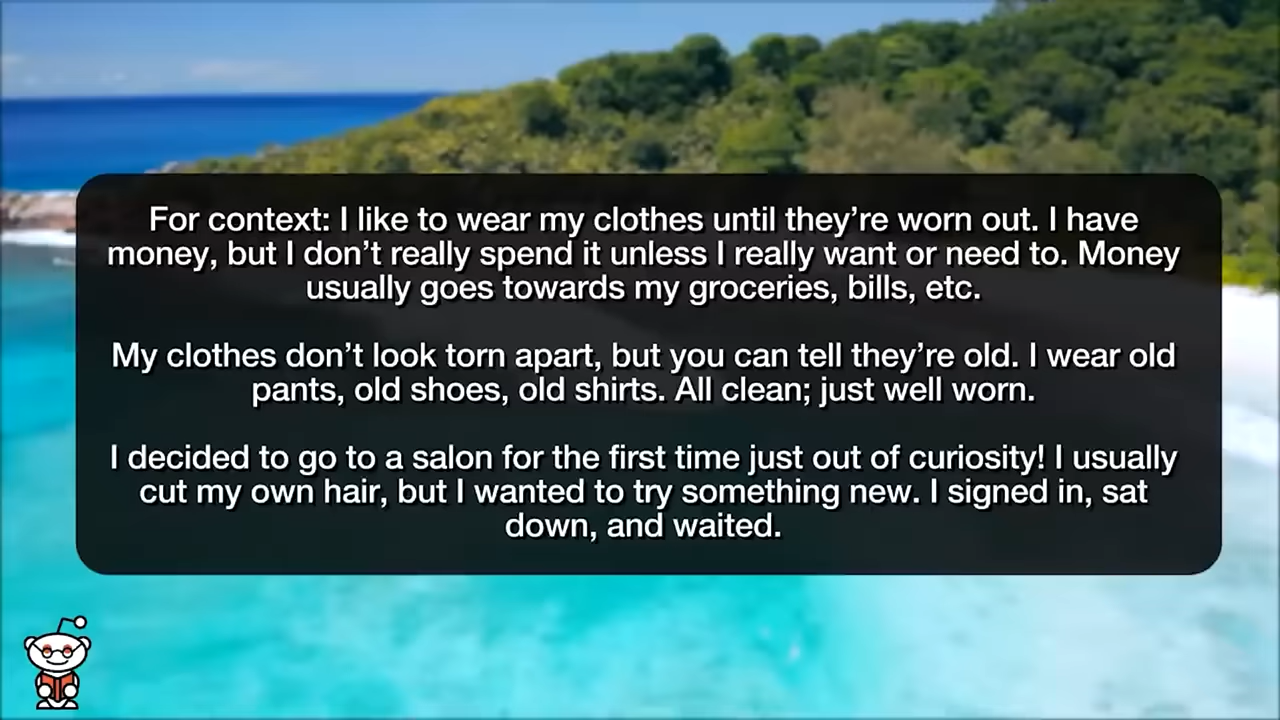 For context: I like to wear my clothes until they’re worn out. I have
money, but I don’t really spend it unless I really want or need to. Money
usually goes towards my groceries, bills, etc.
My clothes don’t look torn apart, but you can tell they’re old. I wear old
pants, old shoes, old shirts. All clean; just well worn.
I decided to go to a salon for the first time just out of curiosity! I usually
cut my own hair, but I wanted to try something new. I signed in, sat
down, and waited.